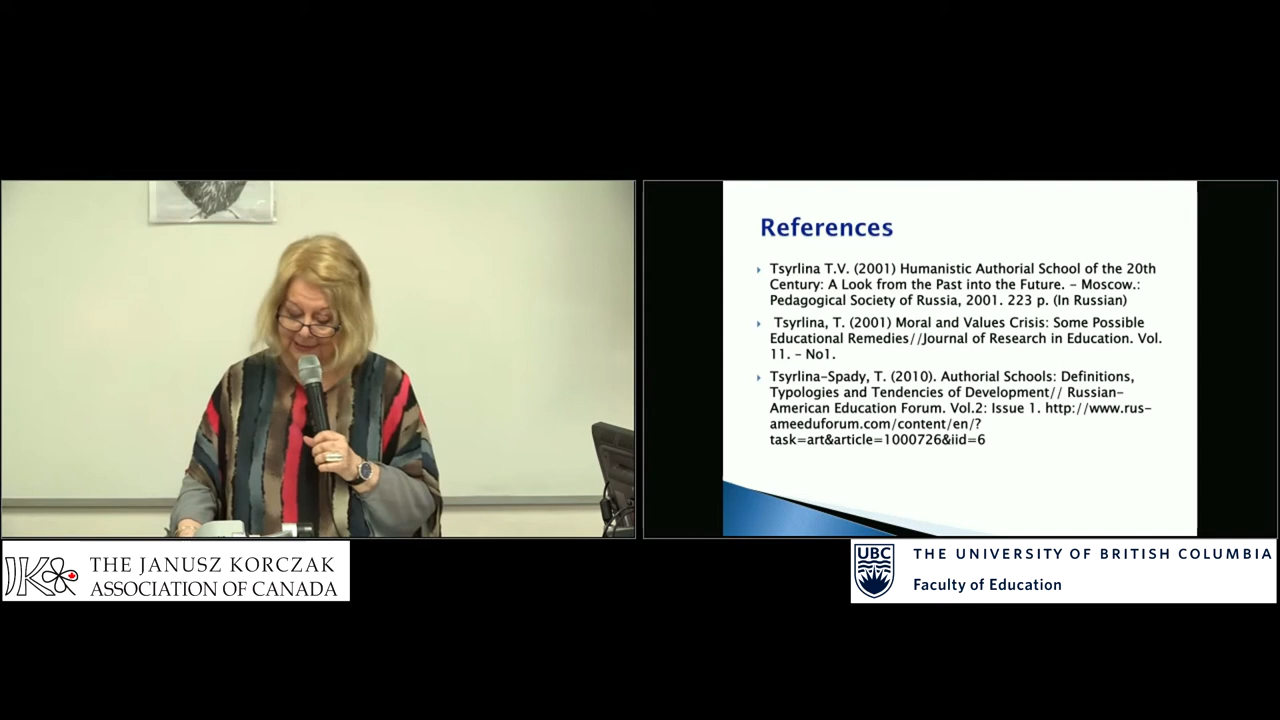 References
Tsyrlina T.V. (2001) Humanistic Authorial School of the 20th
Century: A Look from the Past into the Future. – Moscow.:
Pedagogical Society of Russia, 2001. 223 p. (In Russian)
Tsyrlina, T. (2001) Moral and Values Crisis: Some Possible
Educational Remedies//Journal of Research in Education. Vol.
11. – No1.
Tsyrlina-Spady, T. (2010). Authorial Schools: Definitions,
Typologies and Tendencies of Development// Russian-
American Education Forum. Vol.2: Issue 1. http://www.rus-
ameeduforum.com/content/en/?
task=art&article=1000726&iid=6
JK
THE JANUSZ KORCZAK
ASSOCIATION OF CANADA
UBC
THE UNIVERSITY OF BRITISH COLUMBIA
Faculty of Education